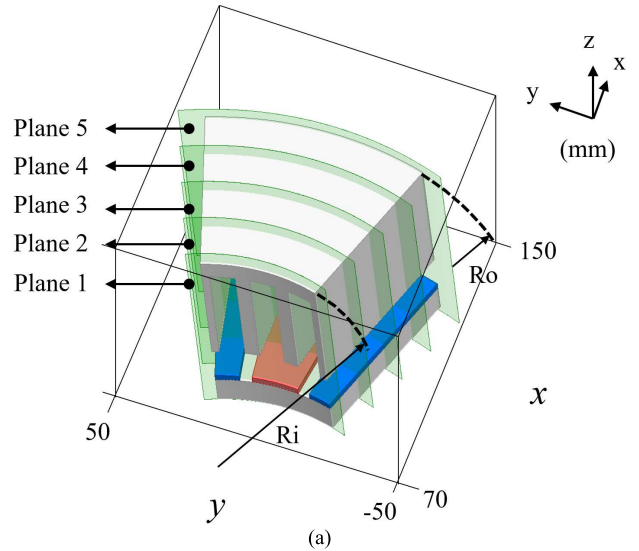 z
x
y
(mm)
Plane 5
Plane 4
Plane 3
Plane 2
Plane 1
150
Ro
x
50
Ri
70
-50
y
(a)